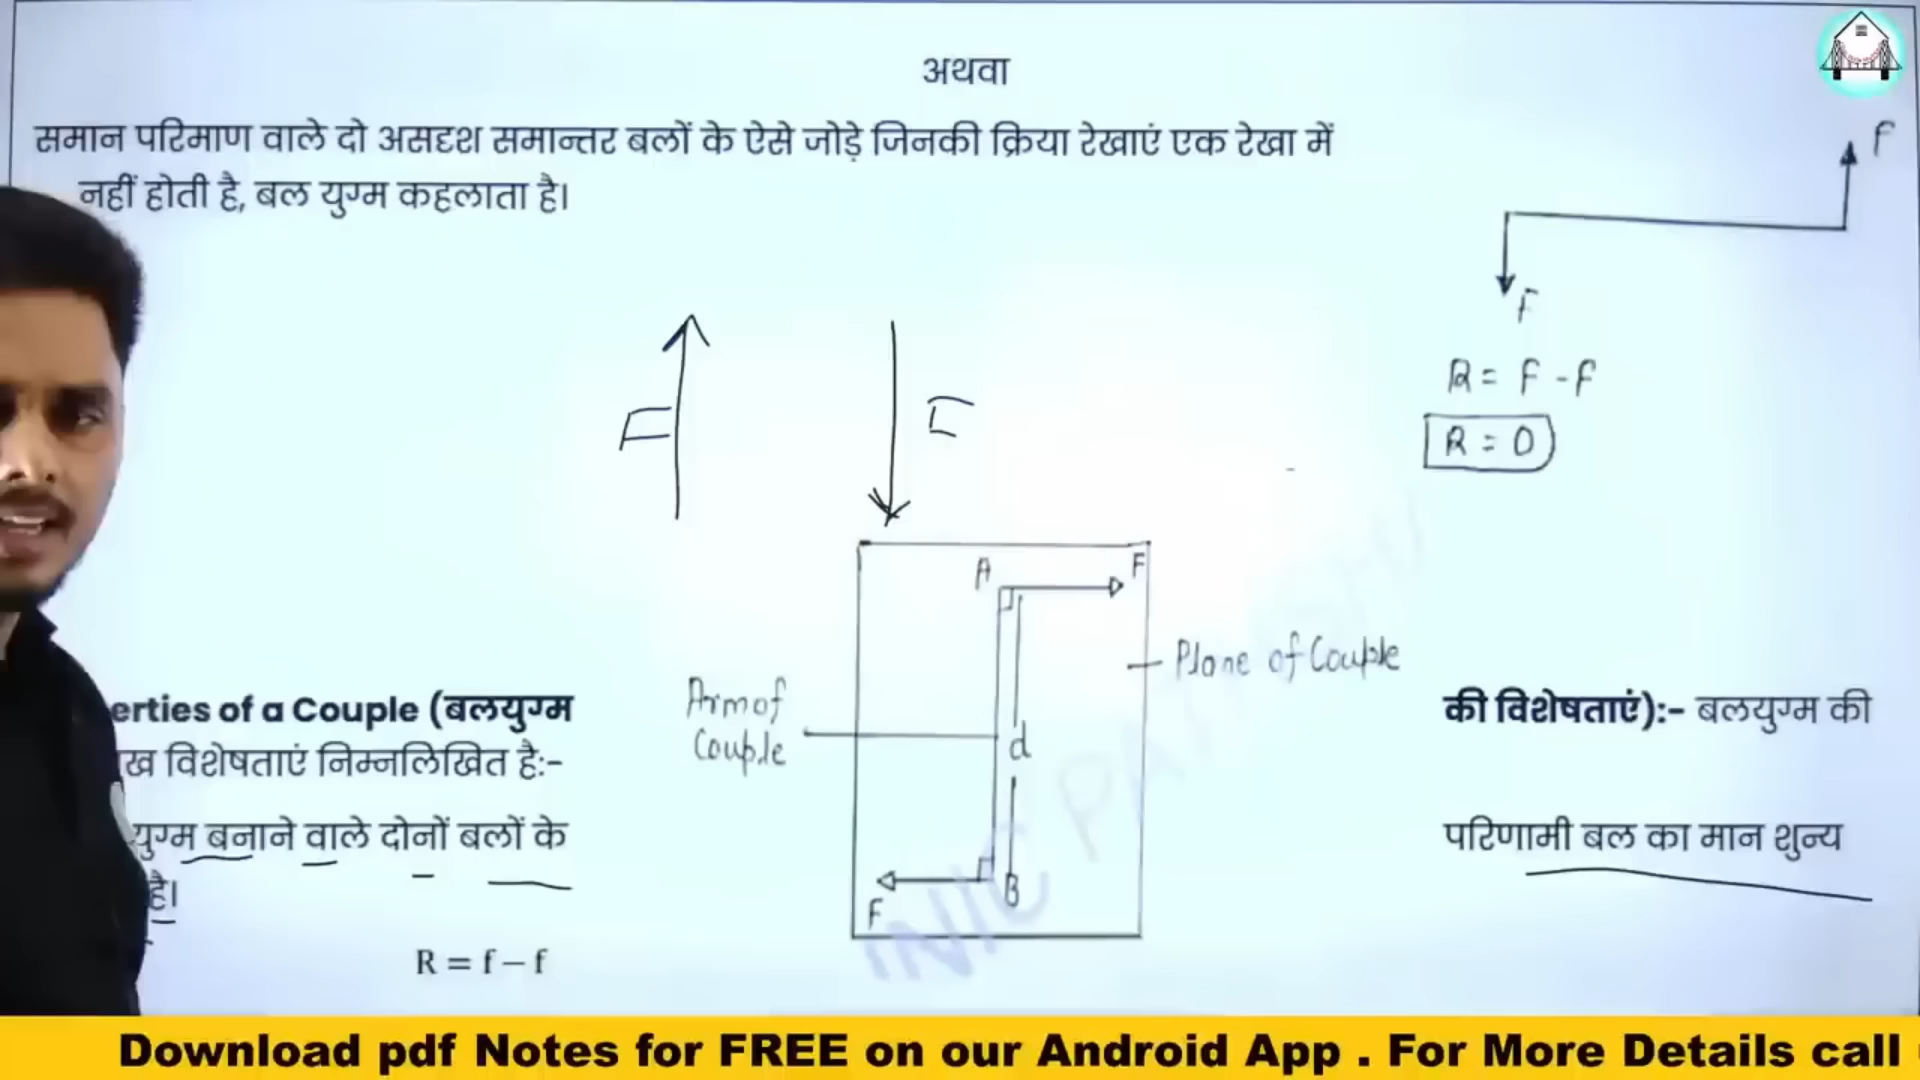 अथवा
समान परिमाण वाले दो असदृश समान्तर बलों के ऐसे जोड़े जिनकी क्रिया रेखाएं एक रेखा में
नहीं होती है, बल युग्म कहलाता है।
F
F
R = F - F
R = 0
F
A F
Plane of Couple
Arm of
Couple
d
B
F
erties of a Couple (बलयुग्म की विशेषताएं):- बलयुग्म की
ख विशेषताएं निम्नलिखित है:-
युग्म बनाने वाले दोनों बलों के परिणामी बल का मान शुन्य
है।
R = f – f
Download pdf Notes for FREE on our Android App . For More Details call